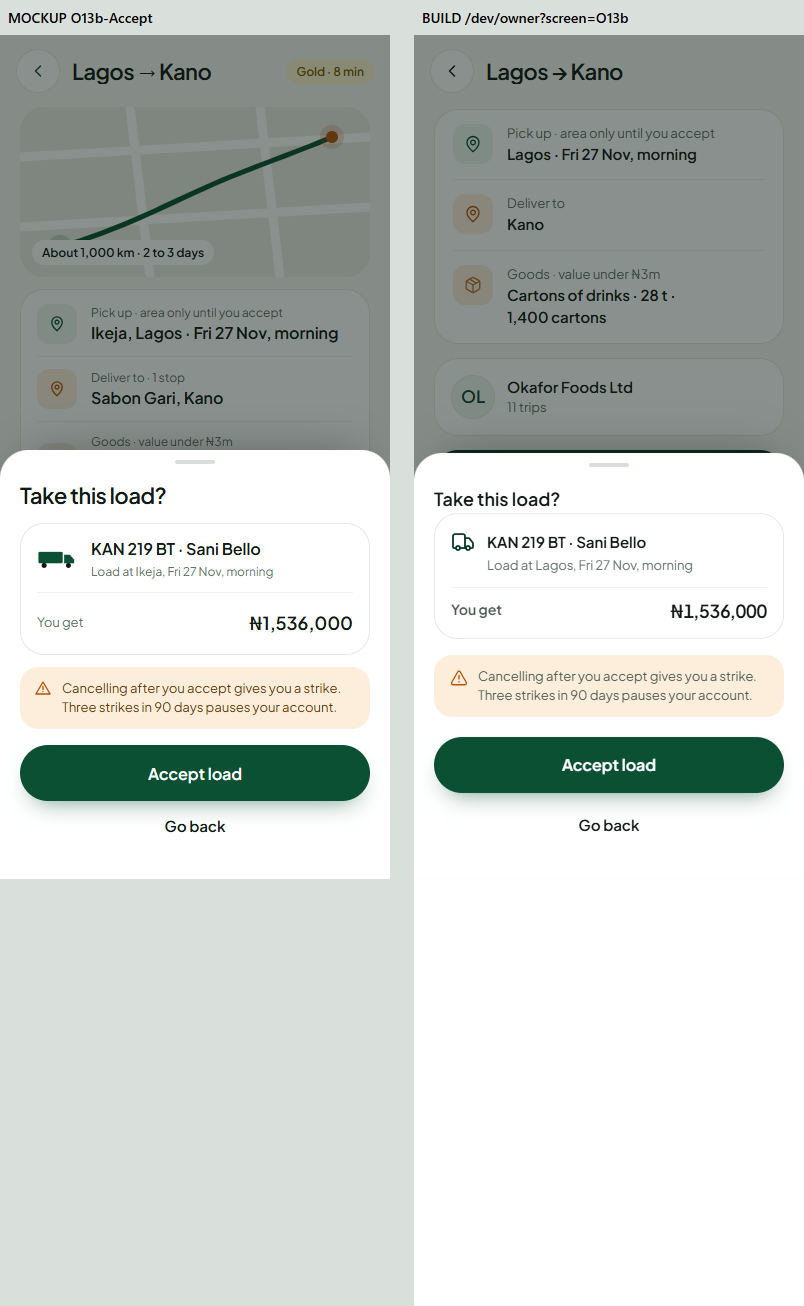 MOCKUP O13b-Accept
Lagos → Kano
Gold · 8 min
About 1,000 km · 2 to 3 days
Pick up · area only until you accept
Ikeja, Lagos · Fri 27 Nov, morning
Deliver to · 1 stop
Sabon Gari, Kano
Goods · value under ₦3m
Take this load?
KAN 219 BT · Sani Bello
Load at Ikeja, Fri 27 Nov, morning
You get
₦1,536,000
Cancelling after you accept gives you a strike.
Three strikes in 90 days pauses your account.
Accept load
Go back
BUILD /dev/owner?screen=O13b
Lagos → Kano
Pick up · area only until you accept
Lagos · Fri 27 Nov, morning
Deliver to
Kano
Goods · value under ₦3m
Cartons of drinks · 28 t ·
1,400 cartons
OL
Okafor Foods Ltd
11 trips
Take this load?
KAN 219 BT · Sani Bello
Load at Lagos, Fri 27 Nov, morning
You get
₦1,536,000
Cancelling after you accept gives you a strike.
Three strikes in 90 days pauses your account.
Accept load
Go back